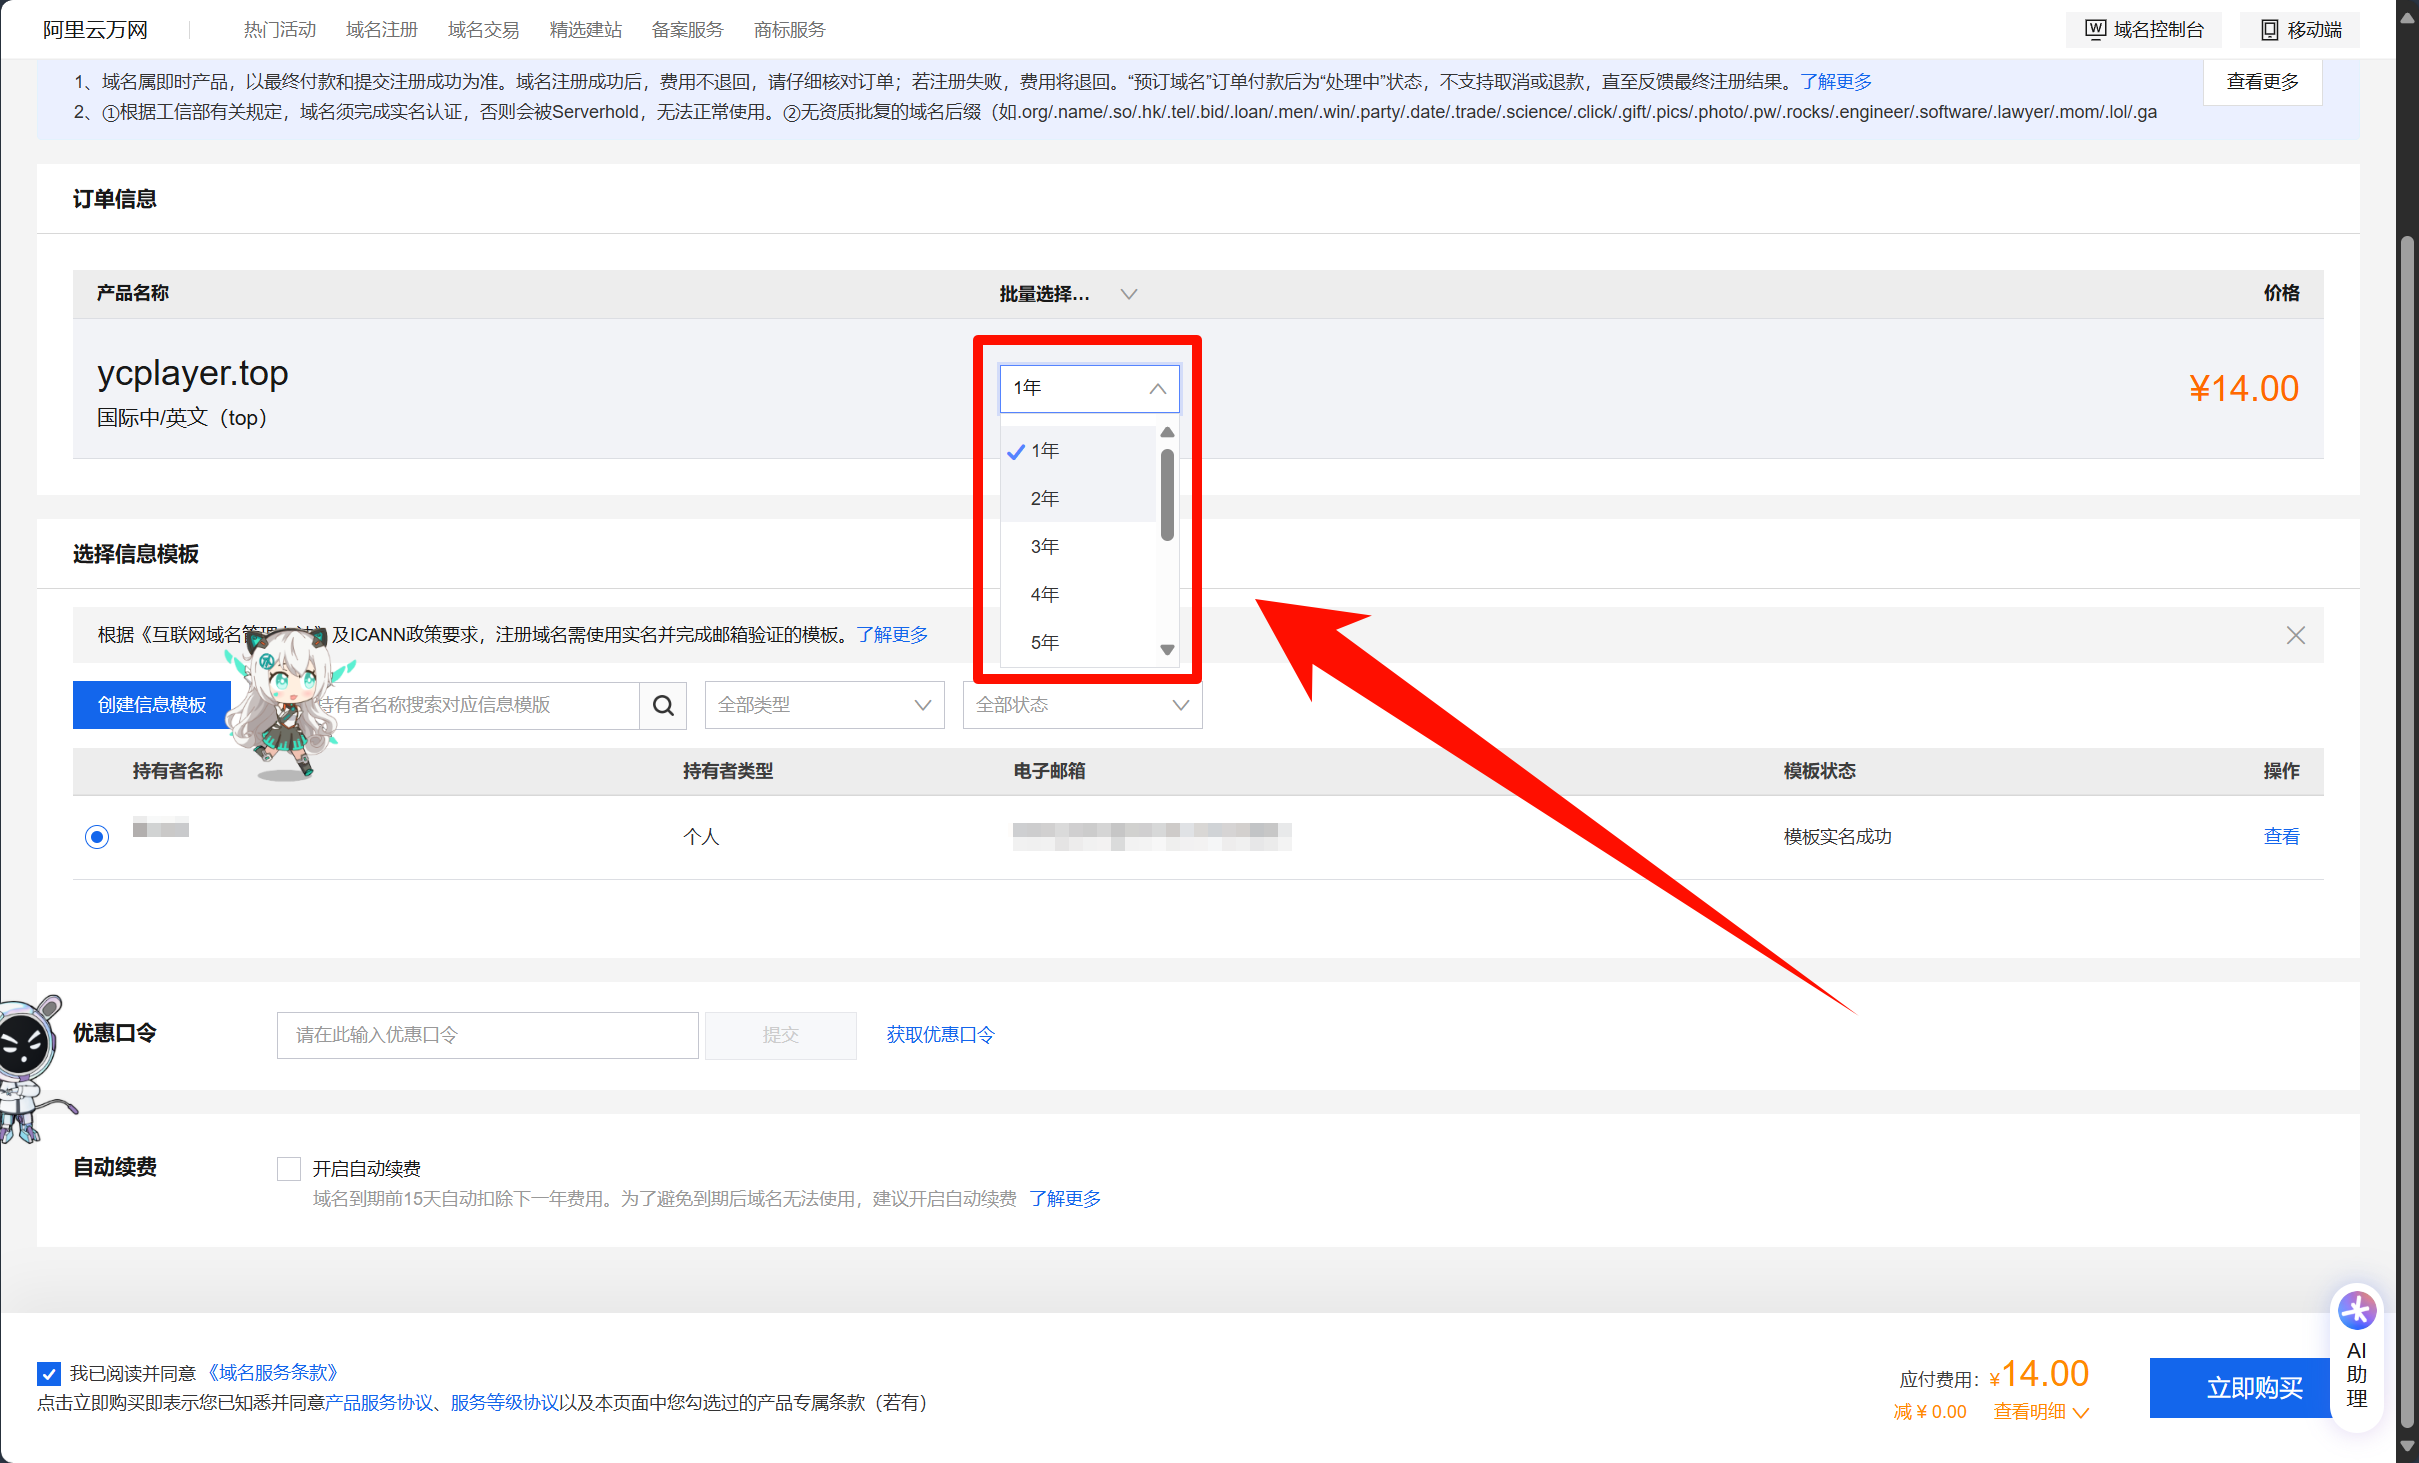 阿里云万网 热门活动 域名注册 域名交易 精选建站 备案服务 商标服务 域名控制台 移动端
1、域名属即时产品，以最终付款和提交注册成功为准。域名注册成功后，费用不退回，请仔细核对订单；若注册失败，费用将退回。“预订域名”订单付款后为“处理中”状态，不支持取消或退款，直至反馈最终注册结果。了解更多
查看更多
2、①根据工信部有关规定，域名须完成实名认证，否则会被Serverhold，无法正常使用。②无资质批复的域名后缀（如.org/.name/.so/.hk/.tel/.bid/.loan/.men/.win/.party/.date/.trade/.science/.click/.gift/.pics/.photo/.pw/.rocks/.engineer/.software/.lawyer/.mom/.lol/.ga
订单信息
产品名称 批量选择... 价格
ycplayer.top
国际中/英文（top）
1年
¥14.00
1年
2年
3年
4年
5年
选择信息模板
根据《互联网域名管理办法》及ICANN政策要求，注册域名需使用实名并完成邮箱验证的模板。了解更多
创建信息模板 持有者名称搜索对应信息模版 全部类型 全部状态
持有者名称 持有者类型 电子邮箱 模板状态 操作
个人 模板实名成功 查看
优惠口令 请在此输入优惠口令 提交 获取优惠口令
自动续费 开启自动续费
域名到期前15天自动扣除下一年费用。为了避免到期后域名无法使用，建议开启自动续费 了解更多
我已阅读并同意 《域名服务条款》
点击立即购买即表示您已知悉并同意产品服务协议、服务等级协议以及本页面中您勾选过的产品专属条款（若有）
应付费用：¥14.00
减 ¥ 0.00 查看明细
立即购买
AI
助
理